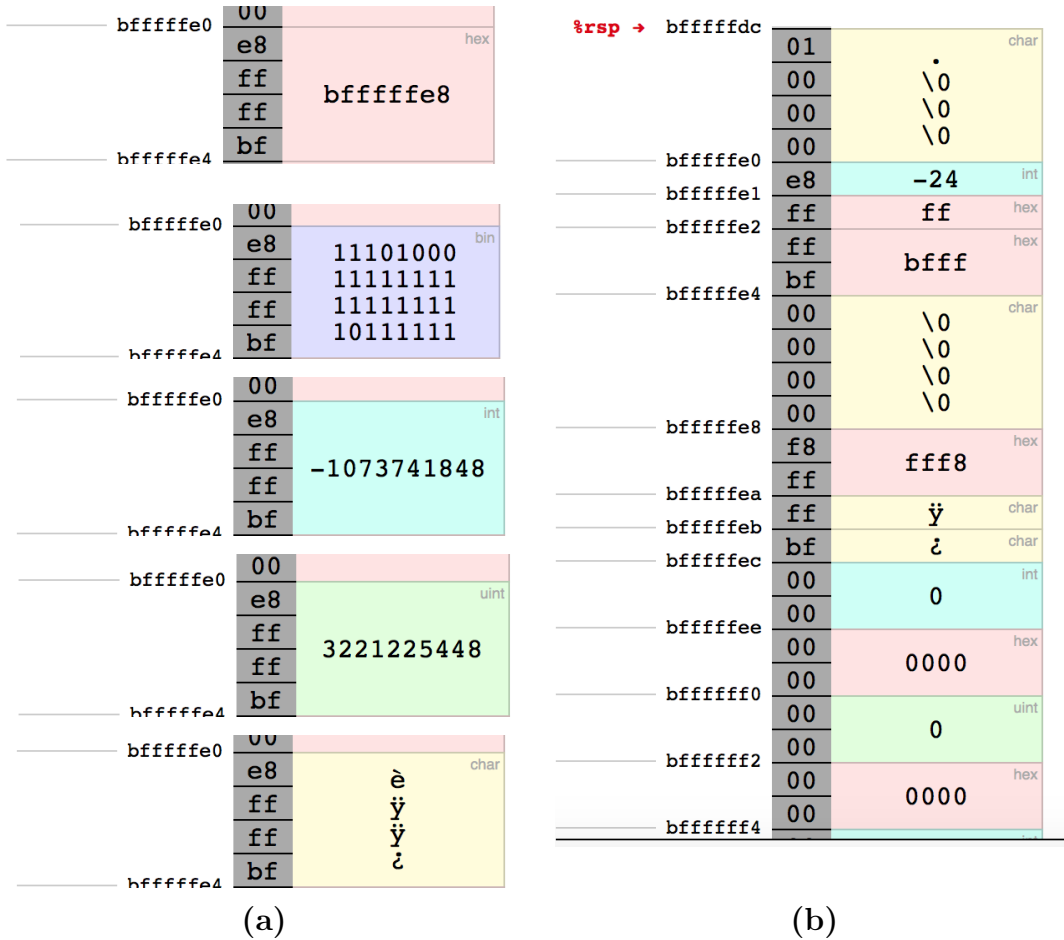 00
bfffffe0
e8
hex
ff
bfffffe8
ff
bf
bfffffe4
00
bfffffe0
e8
bin
11101000
ff
11111111
ff
11111111
bf
10111111
bfffffe4
00
bfffffe0
e8
int
ff
-1073741848
ff
bf
bfffffe4
00
bfffffe0
e8
uint
ff
3221225448
ff
bf
bfffffe4
00
bfffffe0
e8
char
è
ff
ÿ
ff
ÿ
bf
¿
bfffffe4
(a)
%rsp → bfffffdc
01
char
.
00
\0
00
\0
00
\0
bfffffe0
e8 -24 int
bfffffe1
ff ff hex
bfffffe2
ff
hex
bfff
bf
bfffffe4
00
char
\0
00
\0
00
\0
00
\0
bfffffe8
f8
hex
fff8
ff
bfffffea
ff ÿ char
bfffffeb
bf ¿ char
bfffffec
00
int
0
00
bfffffee
00
hex
0000
00
bffffff0
00
uint
0
00
bffffff2
00
hex
0000
00
bffffff4
00
int
(b)